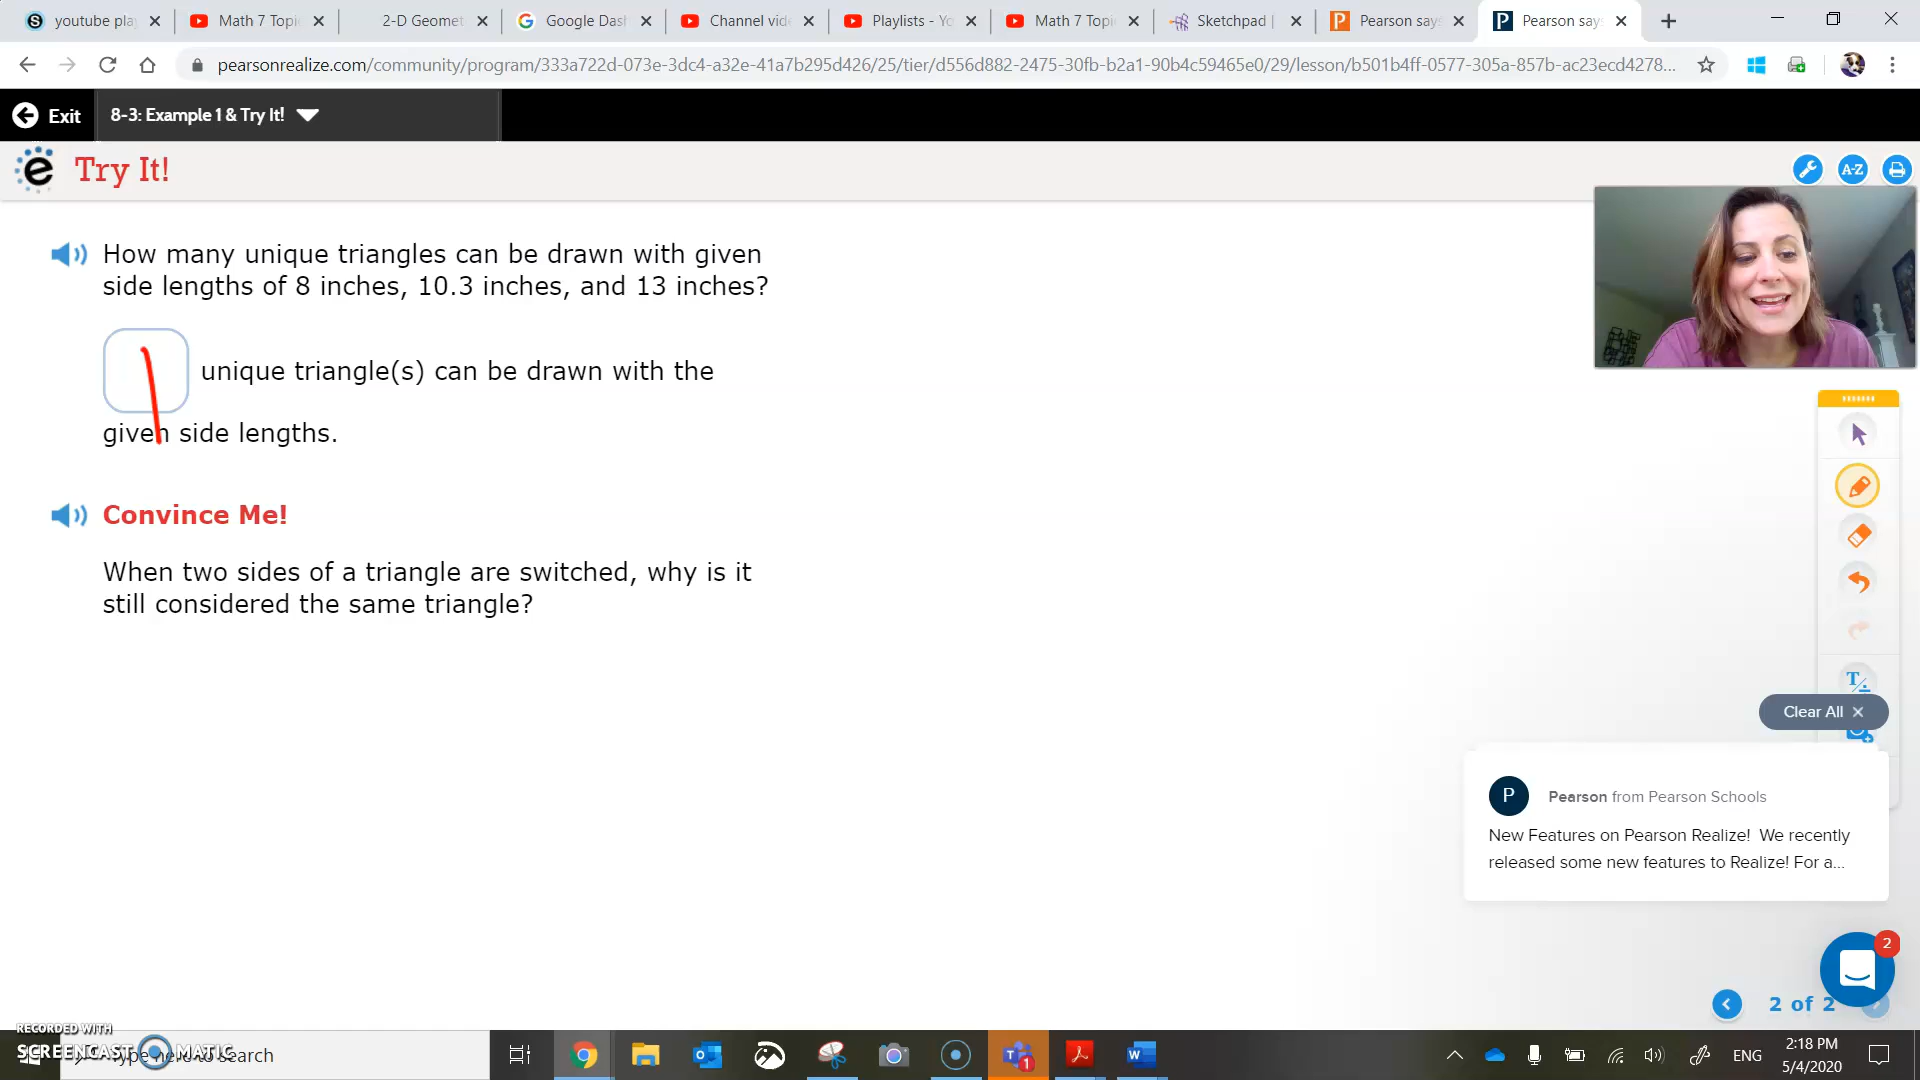 youtube pla
Math 7 Topi
2-D Geomet
Google Das
Channel vid
Playlists - Yo
Math 7 Topi
Sketchpad |
Pearson says
Pearson says
pearsonrealize.com/community/program/333a722d-073e-3dc4-a32e-41a7b295d426/25/tier/d556d882-2475-30fb-b2a1-90b4c59465e0/29/lesson/b501b4ff-0577-305a-857b-ac23ecd4278...
Exit
8-3: Example 1 & Try It!
e Try It!
A-Z
How many unique triangles can be drawn with given
side lengths of 8 inches, 10.3 inches, and 13 inches?
1
unique triangle(s) can be drawn with the
given side lengths.
Convince Me!
When two sides of a triangle are switched, why is it
still considered the same triangle?
T
Clear All
P
Pearson from Pearson Schools
New Features on Pearson Realize! We recently
released some new features to Realize! For a...
2
2 of 2
RECORDED WITH
SCREENCAST MATIC
Type here to search
1
ENG
2:18 PM
5/4/2020